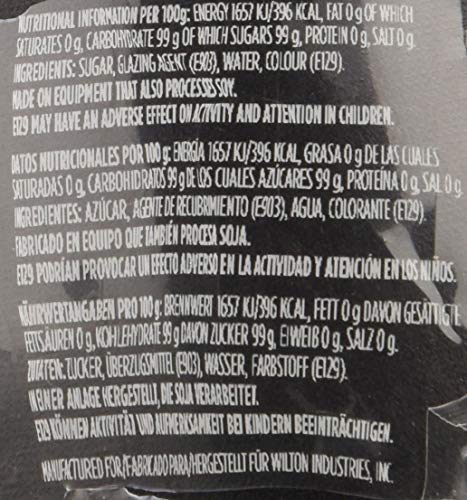 NUTRITIONAL INFORMATION PER 100g: ENERGY 1657 KJ/396 KCAL, FAT 0 g OF WHICH
SATURATES 0 g, CARBOHYDRATE 99 g OF WHICH SUGARS 99 g, PROTEIN 0 g, SALT 0 g.
INGREDIENTS: SUGAR, GLAZING AGENT (E903), WATER, COLOUR (E129).
MADE ON EQUIPMENT THAT ALSO PROCESSES SOY.
E129 MAY HAVE AN ADVERSE EFFECT ON ACTIVITY AND ATTENTION IN CHILDREN.
DATOS NUTRICIONALES POR 100 g: ENERGÍA 1657 KJ/396 KCAL, GRASA 0 g DE LAS CUALES
SATURADAS 0 g, CARBOHIDRATOS 99 g DE LOS CUALES AZÚCARES 99 g, PROTEÍNA 0 g, SAL 0 g.
INGREDIENTES: AZÚCAR, AGENTE DE RECUBRIMIENTO (E903), AGUA, COLORANTE (E129).
FABRICADO EN EQUIPO QUE TAMBIÉN PROCESA SOJA.
E129 PODRÍAN PROVOCAR UN EFECTO ADVERSO EN LA ACTIVIDAD Y ATENCIÓN EN LOS NIÑOS.
NÄHRWERTANGABEN PRO 100 g: BRENNWERT 1657 KJ/396 KCAL, FETT 0 g DAVON GESÄTTIGTE
FETTSÄUREN 0 g, KOHLEHYDRATE 99 g DAVON ZUCKER 99 g, EIWEIß 0 g, SALZ 0 g.
ZUTATEN: ZUCKER, ÜBERZUGSMITTEL (E903), WASSER, FARBSTOFF (E129).
IN EINER ANLAGE HERGESTELLT, DIE SOJA VERARBEITET.
E129 KÖNNEN AKTIVITÄT UND AUFMERKSAMKEIT BEI KINDERN BEEINTRÄCHTIGEN.
MANUFACTURED FOR/FABRICADO PARA/HERGESTELLT FÜR WILTON INDUSTRIES, INC.